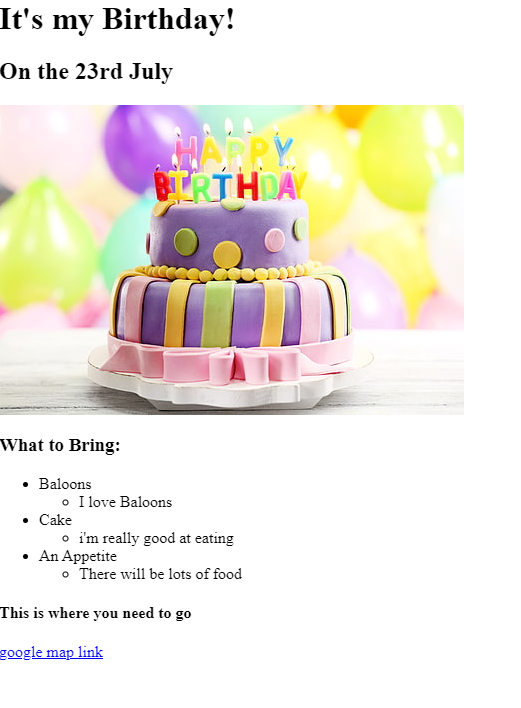 It's my Birthday!
On the 23rd July
HAPPY
BIRTHDAY
What to Bring:
Baloons
I love Baloons
Cake
i'm really good at eating
An Appetite
There will be lots of food
This is where you need to go
google map link